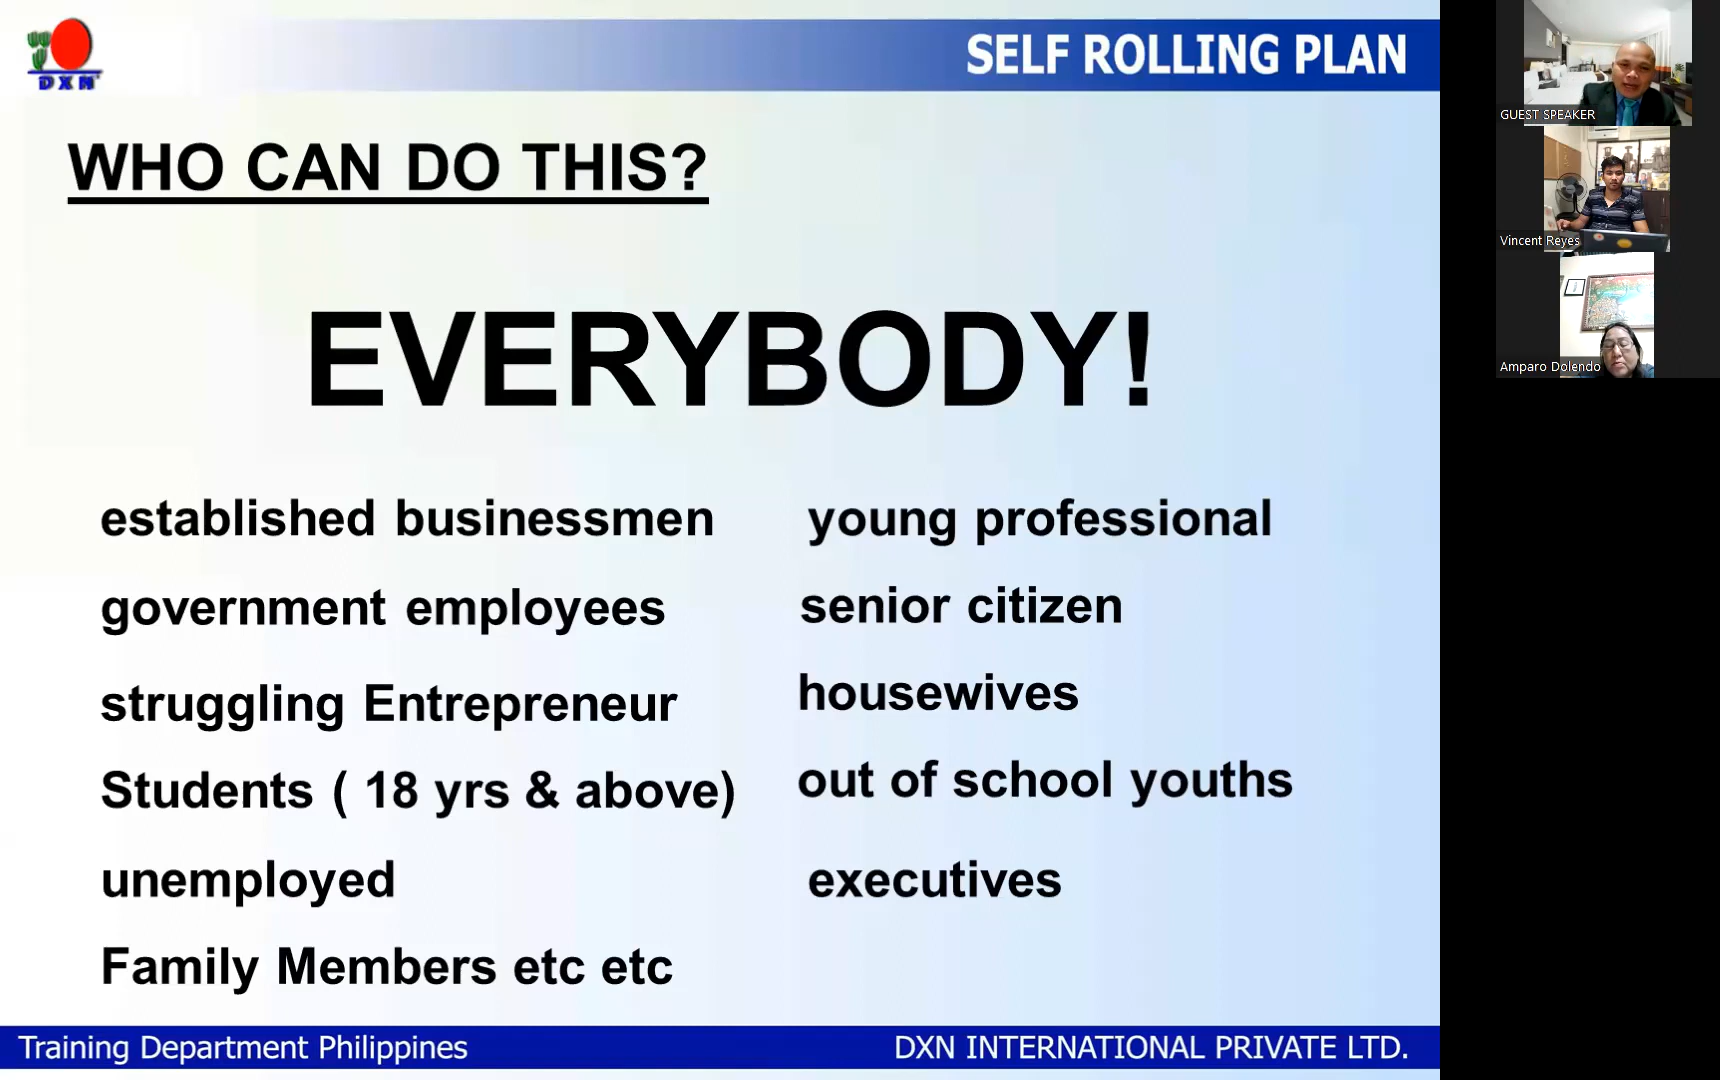 DXN
SELF ROLLING PLAN
WHO CAN DO THIS?
EVERYBODY!
established businessmen
government employees
struggling Entrepreneur
Students ( 18 yrs & above)
unemployed
Family Members etc etc
young professional
senior citizen
housewives
out of school youths
executives
Training Department Philippines
DXN INTERNATIONAL PRIVATE LTD.
GUEST SPEAKER
Vincent Reyes
Amparo Dolendo